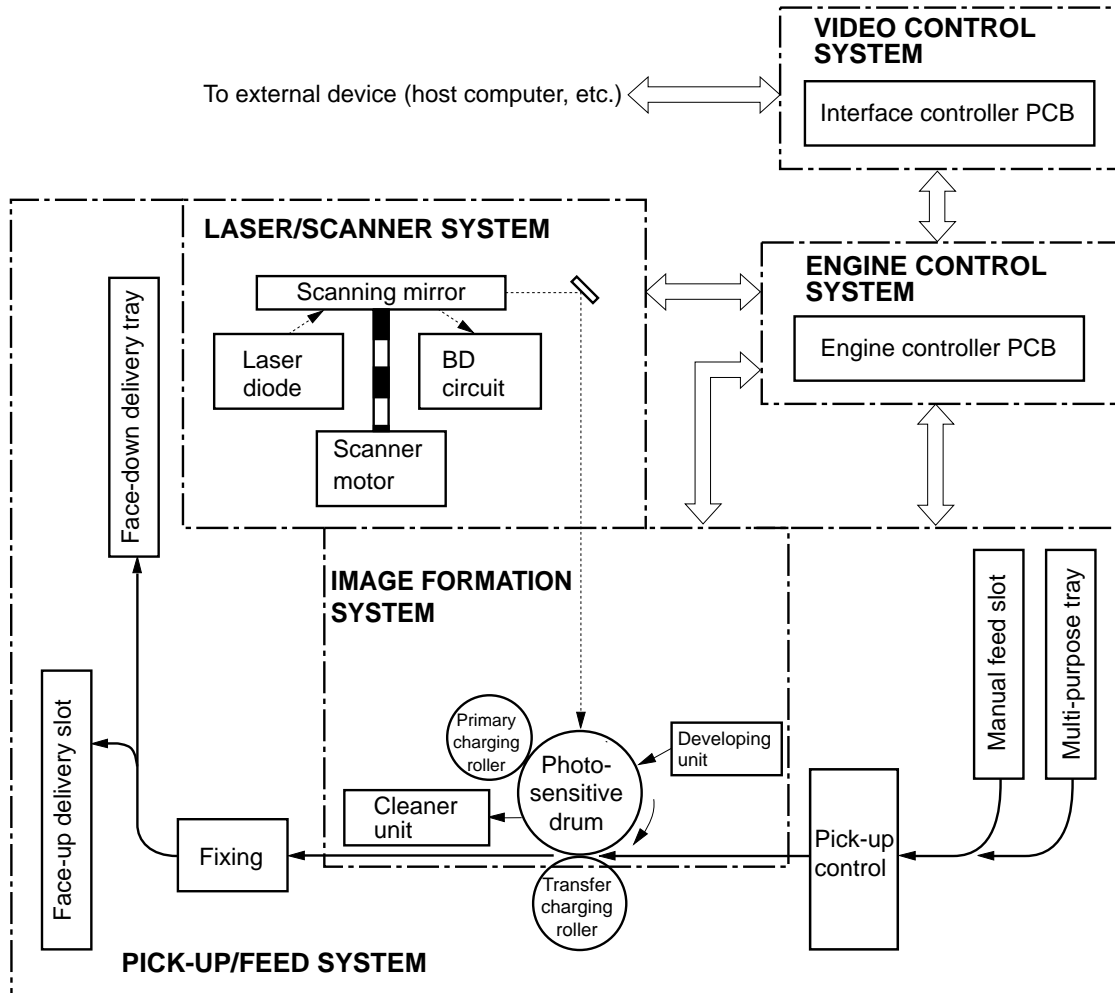 VIDEO CONTROL
SYSTEM
To external device (host computer, etc.)
Interface controller PCB
LASER/SCANNER SYSTEM
ENGINE CONTROL
SYSTEM
Scanning mirror
Engine controller PCB
Laser
diode
BD
circuit
Scanner
motor
Face-down delivery tray
IMAGE FORMATION
SYSTEM
Manual feed slot
Multi-purpose tray
Face-up delivery slot
Primary
charging
roller
Photo-
sensitive
drum
Developing
unit
Cleaner
unit
Fixing
Pick-up
control
Transfer
charging
roller
PICK-UP/FEED SYSTEM